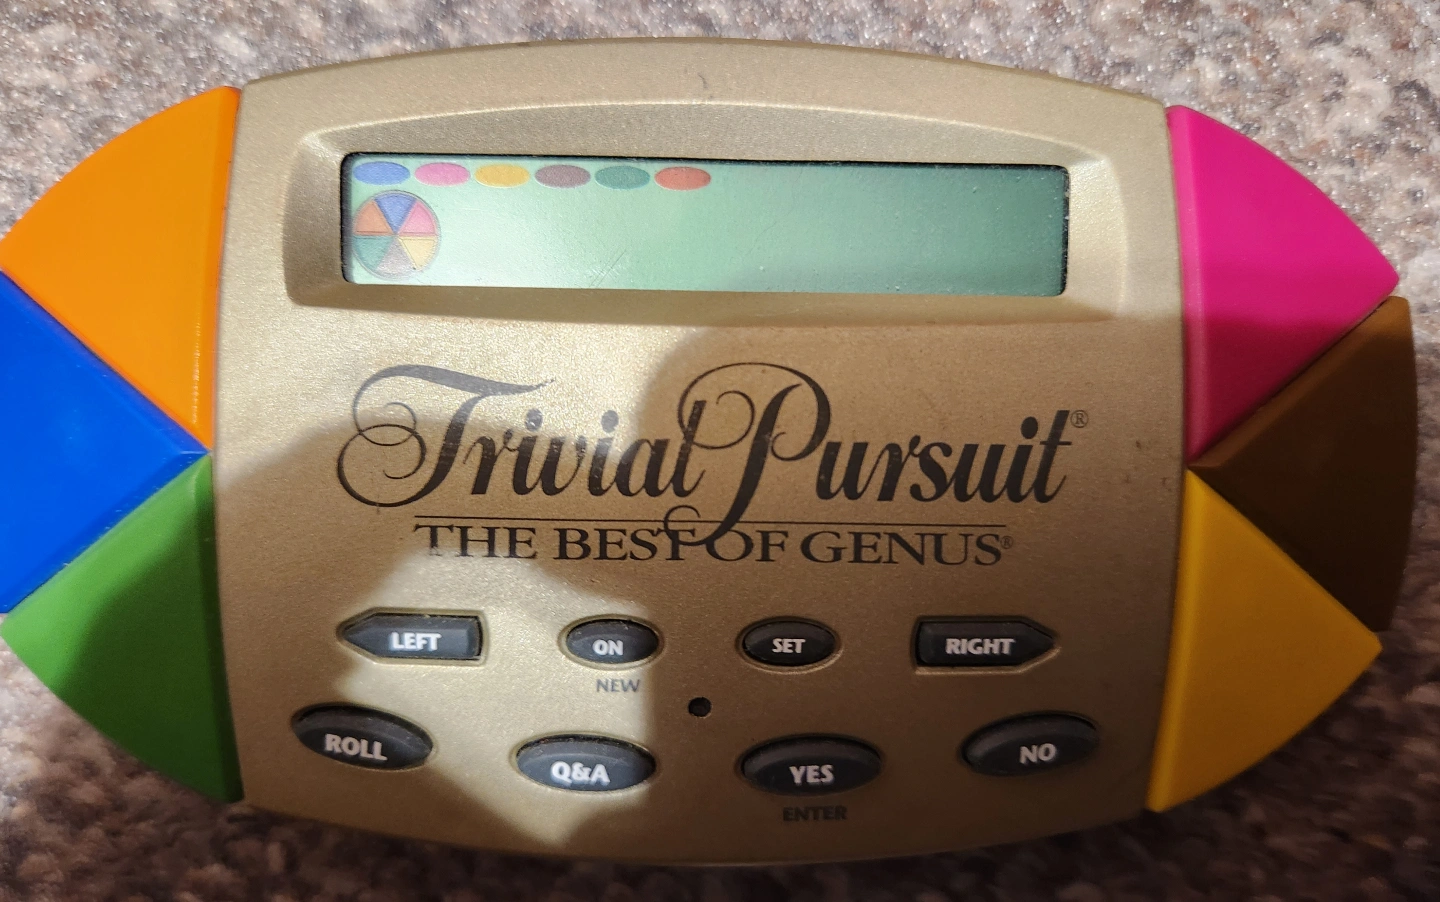 Trivial Pursuit®
THE BEST OF GENUS®
LEFT ON SET RIGHT
NEW
ROLL Q&A YES NO
ENTER